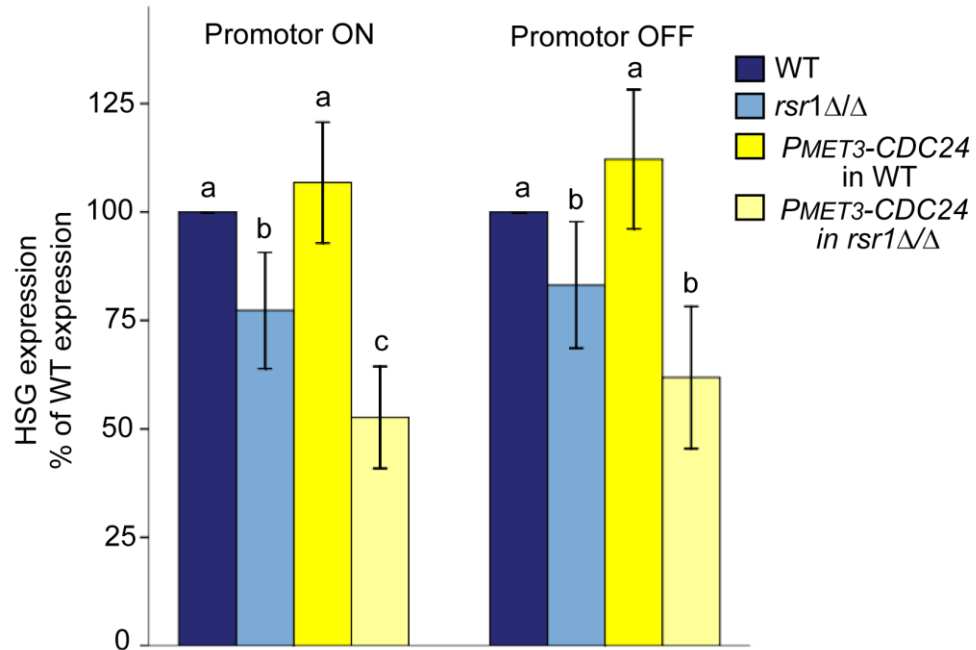 Promotor ON
Promotor OFF
WT
rsr1Δ/Δ
PMET3-CDC24
in WT
PMET3-CDC24
in rsr1Δ/Δ
HSG expression
% of WT expression
125
100
75
50
25
0
a
b
a
c
a
b
a
b